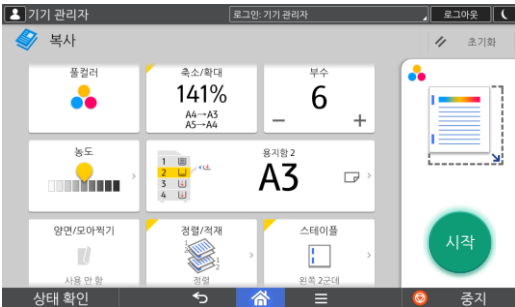 기기 관리자
로그인: 기기 관리자
로그아웃
복사
초기화
풀컬러
축소/확대
141%
A4→A3
A5→A4
부수
6
− +
농도
1
2
3
4
용지함 2
A3
양면/모아찍기
사용 안 함
정렬/적재
정렬
스테이플
왼쪽 2군데
시작
상태 확인
중지